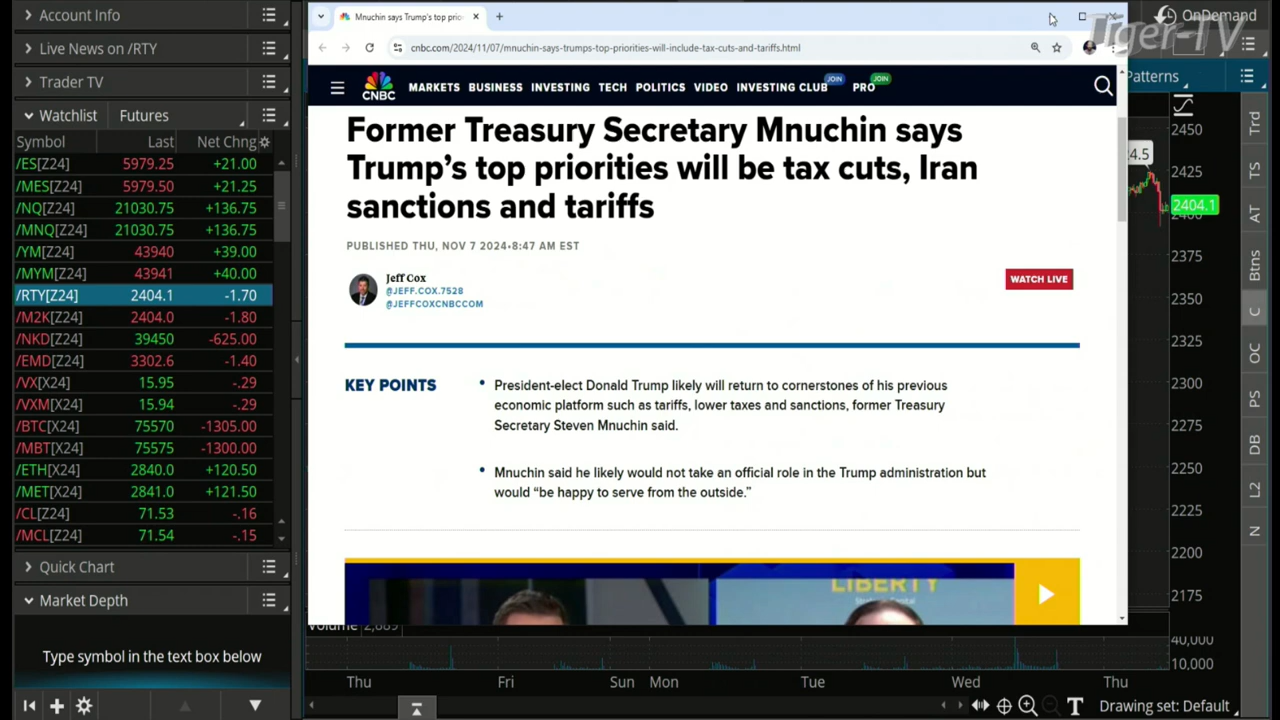 Account Info
Live News on /RTY
Trader TV
Watchlist Futures
Symbol Last Net Chng
/ES[Z24] 5979.25 +21.00
/MES[Z24] 5979.50 +21.25
/NQ[Z24] 21030.75 +136.75
/MNQ[Z24] 21030.75 +136.75
/YM[Z24] 43940 +39.00
/MYM[Z24] 43941 +40.00
/RTY[Z24] 2404.1 -1.70
/M2K[Z24] 2404.0 -1.80
/NKD[Z24] 39450 -625.00
/EMD[Z24] 3302.6 -1.40
/VX[X24] 15.95 -.29
/VXM[X24] 15.94 -.29
/BTC[X24] 75570 -1305.00
/MBT[X24] 75575 -1300.00
/ETH[X24] 2840.0 +120.50
/MET[X24] 2841.0 +121.50
/CL[Z24] 71.53 -.16
/MCL[Z24] 71.54 -.15
Quick Chart
Market Depth
Type symbol in the text box below
Mnuchin says Trump's top prio
cnbc.com/2024/11/07/mnuchin-says-trumps-top-priorities-will-include-tax-cuts-and-tariffs.html
CNBC
MARKETS BUSINESS INVESTING TECH POLITICS VIDEO INVESTING CLUB JOIN PRO JOIN
Former Treasury Secretary Mnuchin says
Trump's top priorities will be tax cuts, Iran
sanctions and tariffs
PUBLISHED THU, NOV 7 2024•8:47 AM EST
Jeff Cox
@JEFF.COX.7528
@JEFFCOXCNBCCOM
WATCH LIVE
KEY POINTS
• President-elect Donald Trump likely will return to cornerstones of his previous
economic platform such as tariffs, lower taxes and sanctions, former Treasury
Secretary Steven Mnuchin said.
• Mnuchin said he likely would not take an official role in the Trump administration but
would “be happy to serve from the outside.”
LIBERTY
Strategic Capital
Volume 2,689
Thu Fri Sun Mon Tue Wed Thu
Drawing set: Default
Tiger-TV
OnDemand
Patterns
4.5
2450
2425
2404.1
2400
2375
2350
2325
2300
2275
2250
2225
2200
2175
40,000
10,000
Trd
TS
AT
Btns
C
OC
PS
DB
L2
N